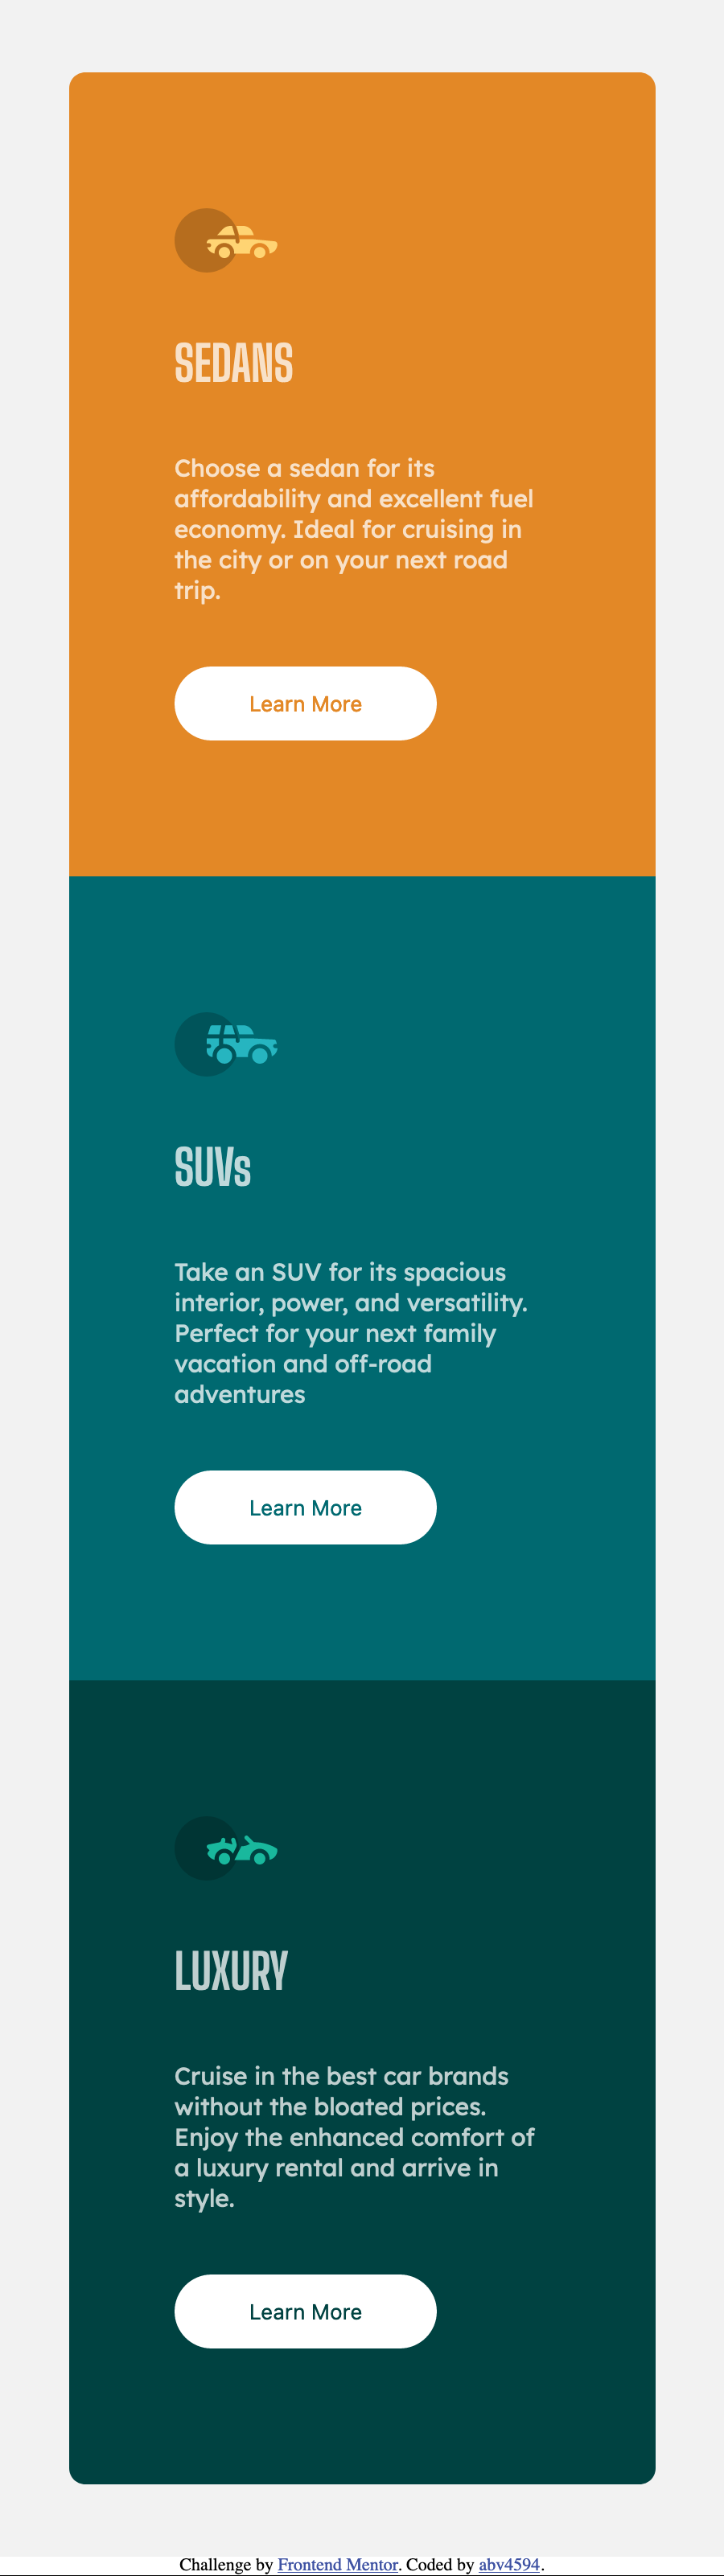 SEDANS
Choose a sedan for its
affordability and excellent fuel
economy. Ideal for cruising in
the city or on your next road
trip.
Learn More
SUVs
Take an SUV for its spacious
interior, power, and versatility.
Perfect for your next family
vacation and off-road
adventures
Learn More
LUXURY
Cruise in the best car brands
without the bloated prices.
Enjoy the enhanced comfort of
a luxury rental and arrive in
style.
Learn More
Challenge by Frontend Mentor. Coded by abv4594.